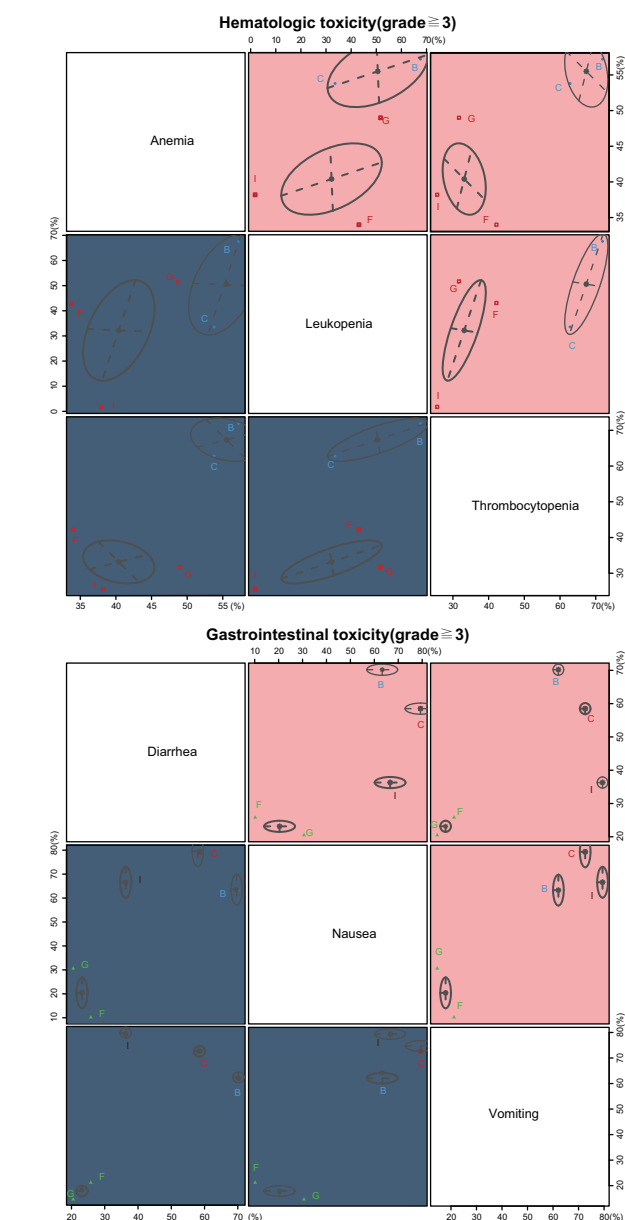 Hematologic toxicity(grade≧3)
0 10 20 30 40 50 60 70(%)
Anemia
C B
G
I
F
B
C
G
I
F
35 40 45 50 55(%)
0 10 20 30 40 50 60 70(%)
B
C
Leukopenia
B
G
F
C
I
B
C
B
C
G
Thrombocytopenia
30 40 50 60 70(%)
35 40 45 50 55 (%)
30 40 50 60 70(%)
Gastrointestinal toxicity(grade≧3)
10 20 30 40 50 60 70 80(%)
Diarrhea
B
C
I
F
G
B
C
I
F
G
20 30 40 50 60 70(%)
10 20 30 40 50 60 70 80(%)
C
I
B
G
F
Nausea
C
B
I
G
F
I
C
B
F
G
I
C
B
F
G
Vomiting
20 30 40 50 60 70 80(%)
20 30 40 50 60 70 (%)
20 30 40 50 60 70 80(%)